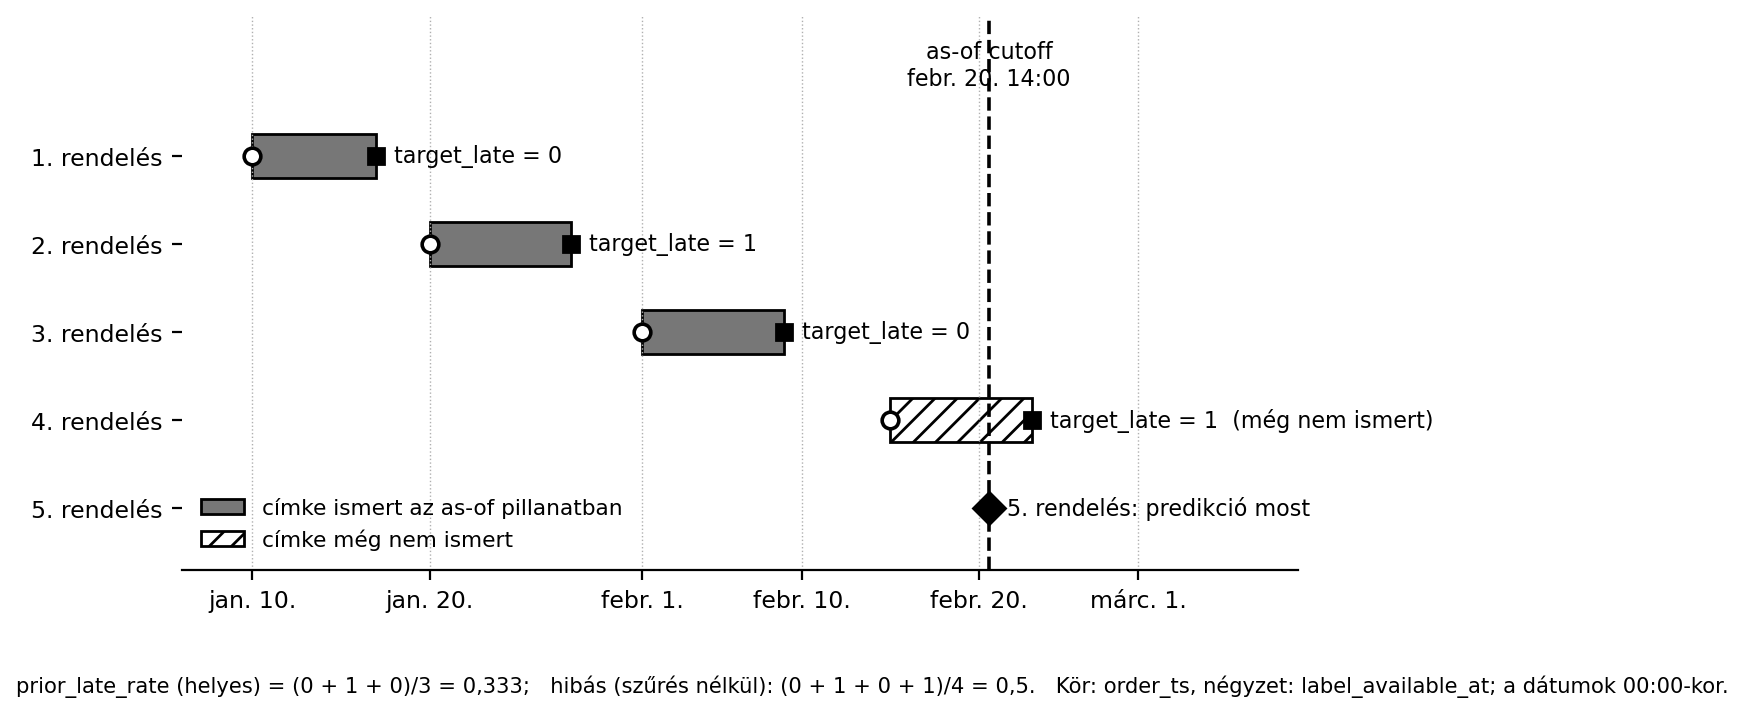 as-of cutoff
febr. 20. 14:00
1. rendelés
target_late = 0
2. rendelés
target_late = 1
3. rendelés
target_late = 0
4. rendelés
target_late = 1 (még nem ismert)
5. rendelés
5. rendelés: predikció most
címke ismert az as-of pillanatban
címke még nem ismert
jan. 10. jan. 20. febr. 1. febr. 10. febr. 20. márc. 1.
prior_late_rate (helyes) = (0 + 1 + 0)/3 = 0,333; hibás (szűrés nélkül): (0 + 1 + 0 + 1)/4 = 0,5. Kör: order_ts, négyzet: label_available_at; a dátumok 00:00-kor.